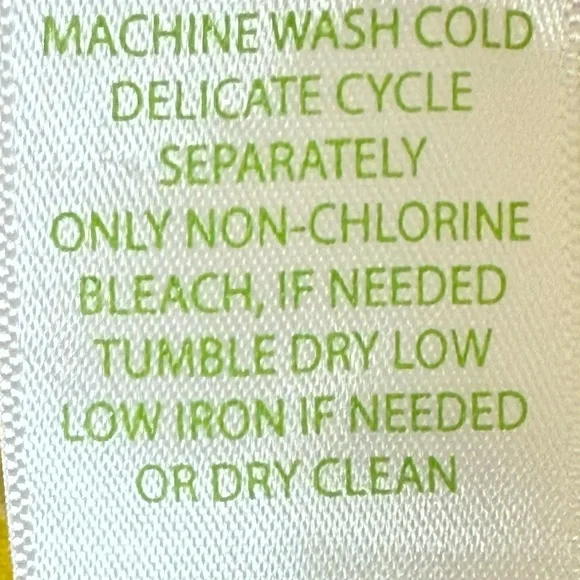 MACHINE WASH COLD
DELICATE CYCLE
SEPARATELY
ONLY NON-CHLORINE
BLEACH, IF NEEDED
TUMBLE DRY LOW
LOW IRON IF NEEDED
OR DRY CLEAN